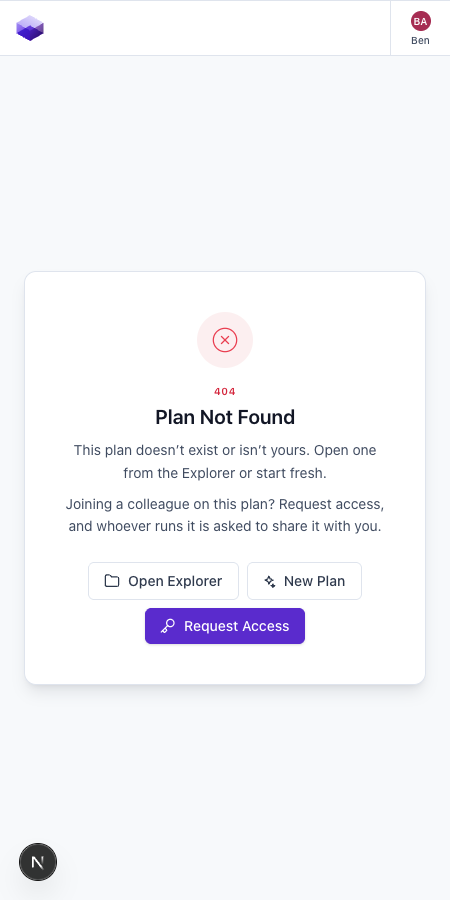 BA
Ben
404
Plan Not Found
This plan doesn’t exist or isn’t yours. Open one
from the Explorer or start fresh.
Joining a colleague on this plan? Request access,
and whoever runs it is asked to share it with you.
Open Explorer
New Plan
Request Access
N